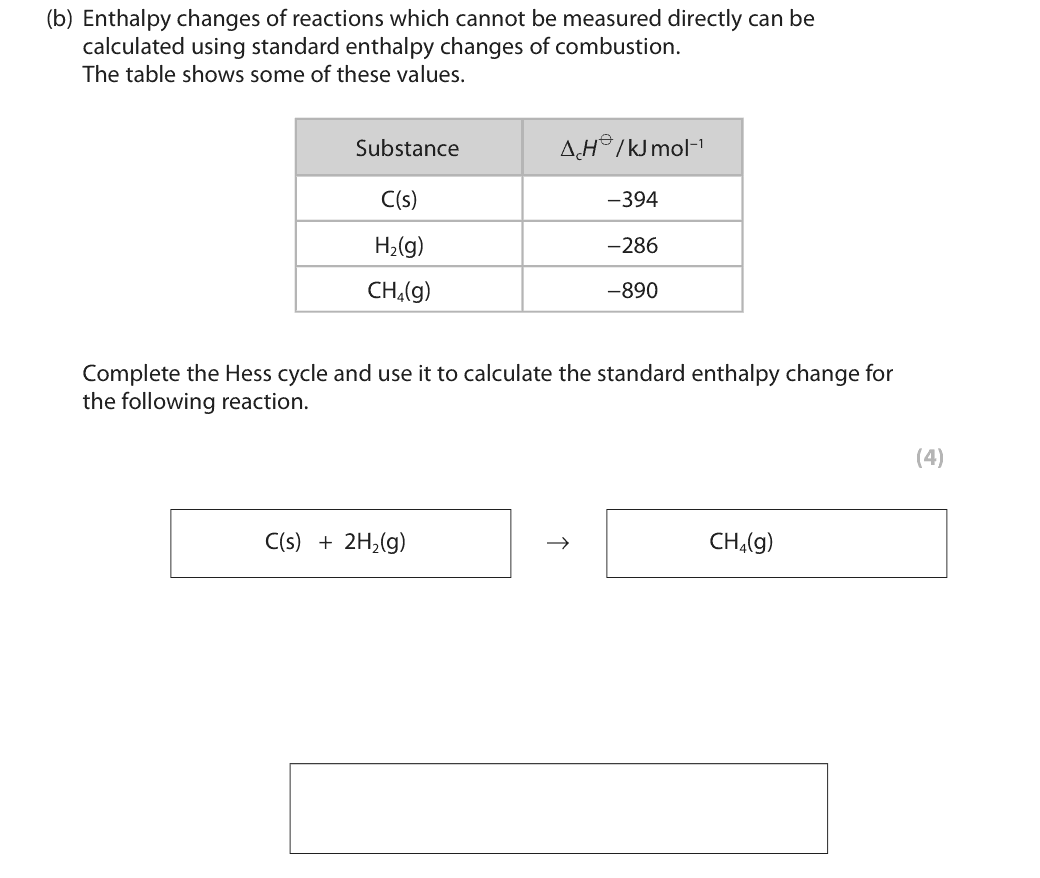 (b) Enthalpy changes of reactions which cannot be measured directly can be
calculated using standard enthalpy changes of combustion.
The table shows some of these values.
Substance ΔcH⦵ / kJ mol⁻¹
C(s) −394
H₂(g) −286
CH₄(g) −890
Complete the Hess cycle and use it to calculate the standard enthalpy change for
the following reaction.
(4)
C(s) + 2H₂(g) → CH₄(g)